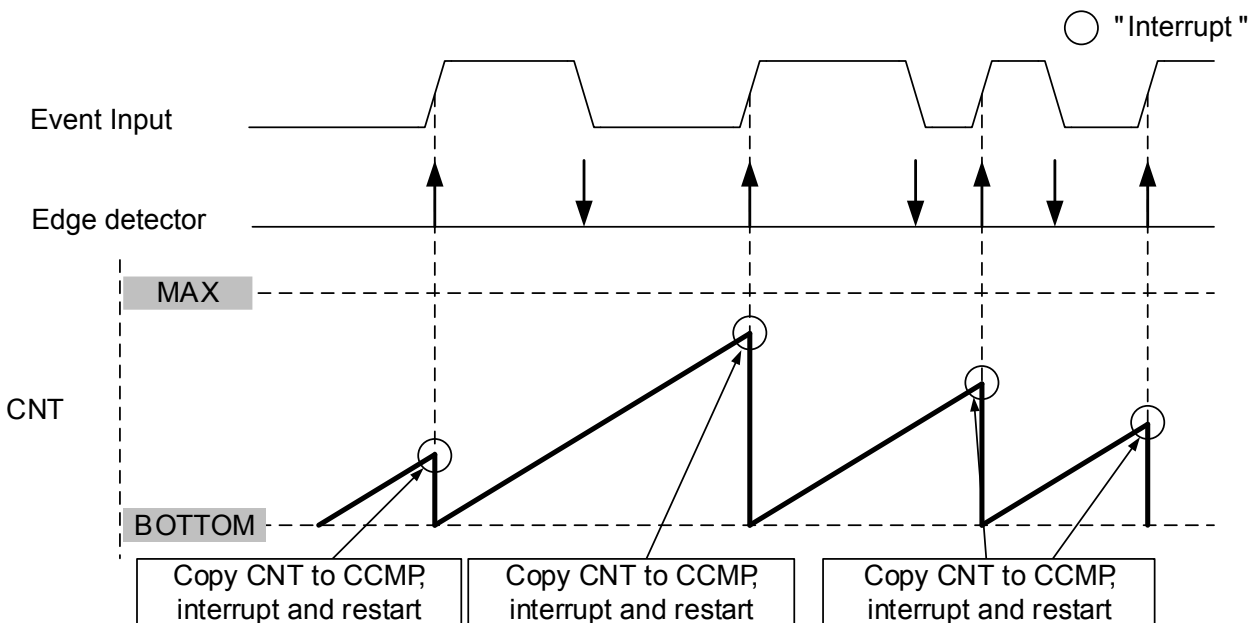 "Interrupt"
Event Input
Edge detector
MAX
CNT
BOTTOM
Copy CNT to CCMP,
interrupt and restart
Copy CNT to CCMP,
interrupt and restart
Copy CNT to CCMP,
interrupt and restart